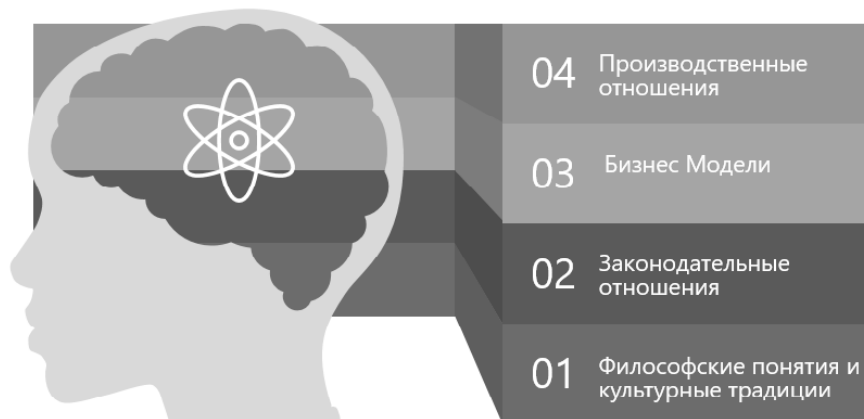 04
Производственные
отношения
03
Бизнес Модели
02
Законодательные
отношения
01
Философские понятия и
культурные традиции